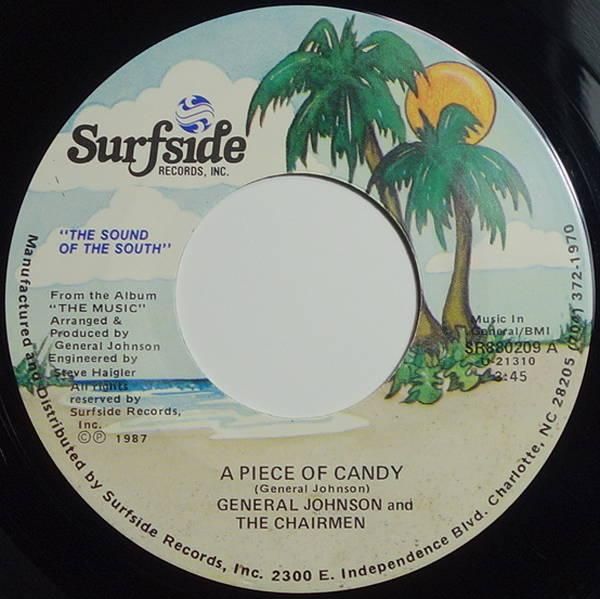 Surfside
RECORDS, INC.
"THE SOUND
OF THE SOUTH"
From the Album
"THE MUSIC"
Arranged &
Produced by
General Johnson
Engineered by
Steve Haigler
All rights
reserved by
Surfside Records,
Inc.
©℗ 1987
Music In
General/BMI
SR880209 A
U-21310
3:45
A PIECE OF CANDY
(General Johnson)
GENERAL JOHNSON and
THE CHAIRMEN
Manufactured and Distributed by Surfside Records, Inc. 2300 E. Independence Blvd. Charlotte, NC 28205 (704) 372-1970